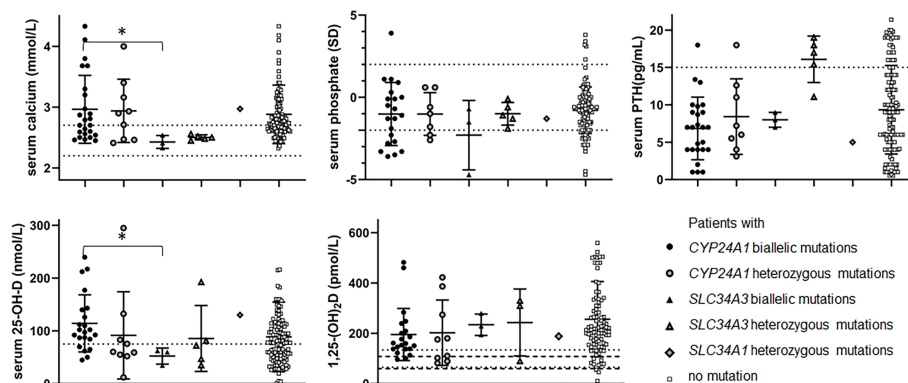 serum calcium (mmol/L)
4
3
2
*
serum phosphate (SD)
5
0
-5
serum PTH(pg/mL)
20
15
10
5
0
serum 25-OH-D (nmol/L)
300
200
100
0
*
1,25-(OH)2D (pmol/L)
600
400
200
0
Patients with
CYP24A1 biallelic mutations
CYP24A1 heterozygous mutations
SLC34A3 biallelic mutations
SLC34A3 heterozygous mutations
SLC34A1 heterozygous mutations
no mutation